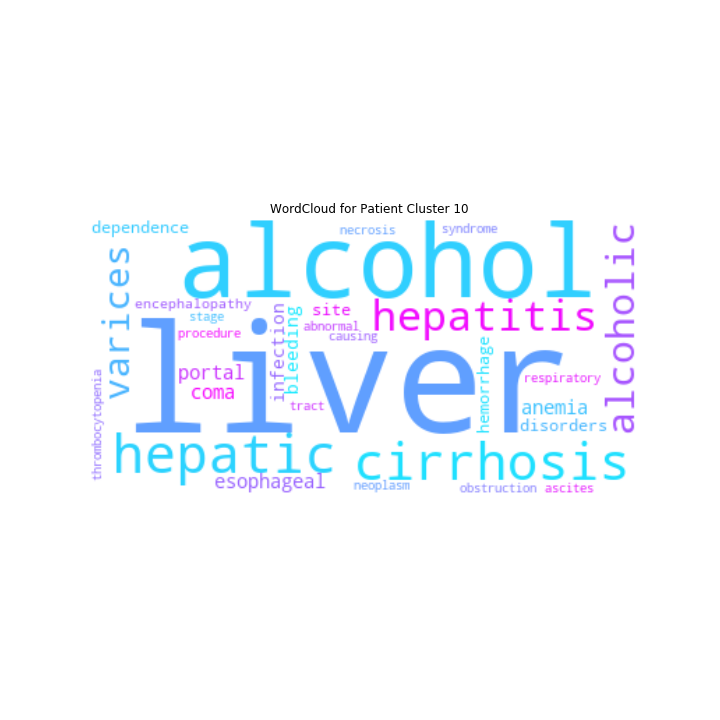 WordCloud for Patient Cluster 10
dependence
alcohol
necrosis
syndrome
alcoholic
varices
encephalopathy
stage
procedure
infection
bleeding
site
abnormal
causing
hepatitis
liver
portal
coma
tract
hemorrhage
respiratory
anemia
disorders
thrombocytopenia
hepatic
cirrhosis
esophageal
neoplasm
obstruction
ascites